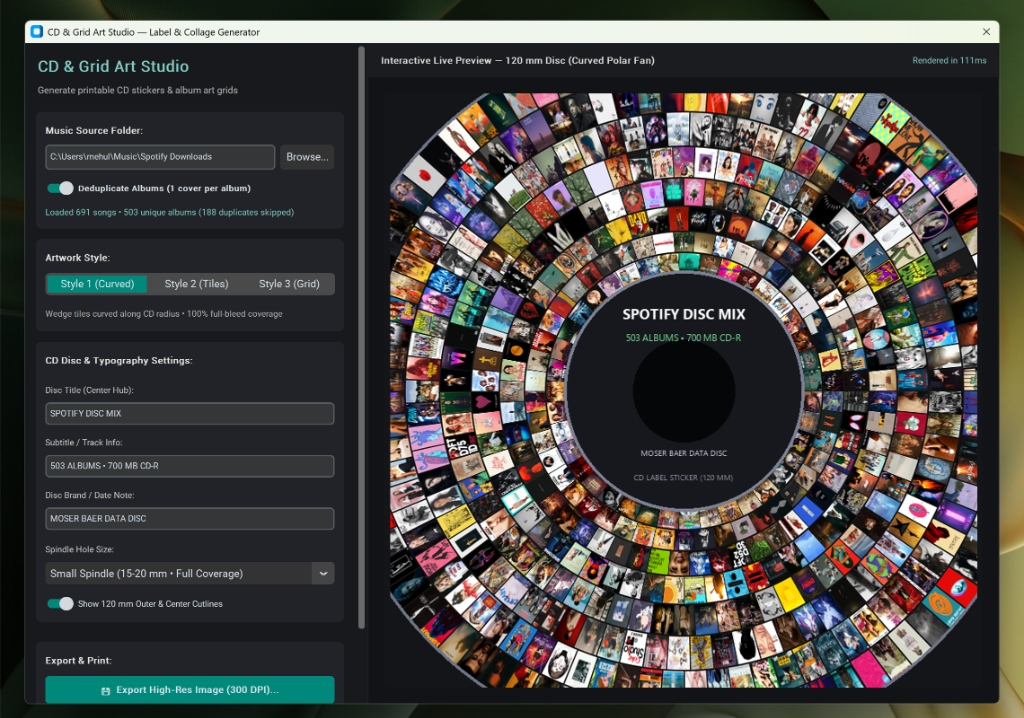 CD & Grid Art Studio — Label & Collage Generator
CD & Grid Art Studio
Generate printable CD stickers & album art grids
Music Source Folder:
C:\Users\mehul\Music\Spotify Downloads
Browse...
Deduplicate Albums (1 cover per album)
Loaded 691 songs • 503 unique albums (188 duplicates skipped)
Artwork Style:
Style 1 (Curved)
Style 2 (Tiles)
Style 3 (Grid)
Wedge tiles curved along CD radius • 100% full-bleed coverage
CD Disc & Typography Settings:
Disc Title (Center Hub):
SPOTIFY DISC MIX
Subtitle / Track Info:
503 ALBUMS • 700 MB CD-R
Disc Brand / Date Note:
MOSER BAER DATA DISC
Spindle Hole Size:
Small Spindle (15-20 mm • Full Coverage)
Show 120 mm Outer & Center Cutlines
Export & Print:
Export High-Res Image (300 DPI)...
Interactive Live Preview — 120 mm Disc (Curved Polar Fan)
Rendered in 111ms
SPOTIFY DISC MIX
503 ALBUMS • 700 MB CD-R
MOSER BAER DATA DISC
CD LABEL STICKER (120 MM)